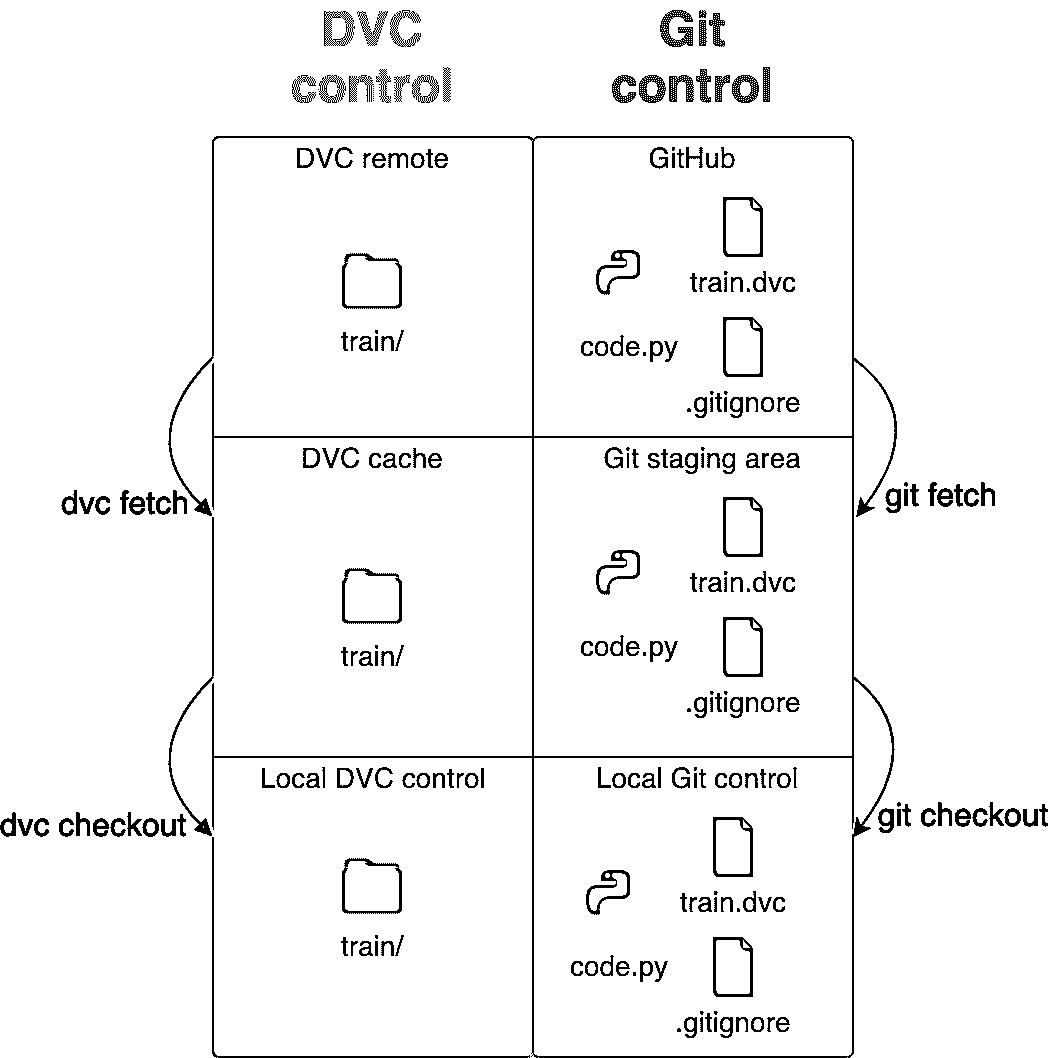 DVC
control
Git
control
DVC remote
GitHub
train/
train.dvc
code.py
.gitignore
dvc fetch
git fetch
DVC cache
Git staging area
train/
train.dvc
code.py
.gitignore
dvc checkout
git checkout
Local DVC control
Local Git control
train/
train.dvc
code.py
.gitignore